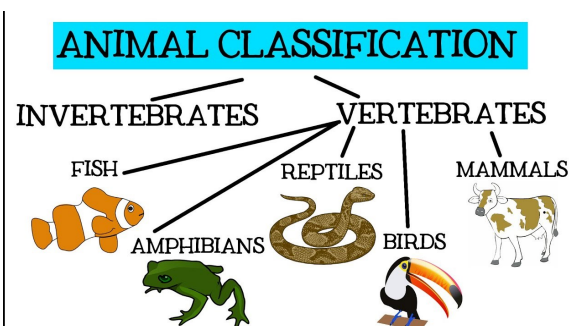 ANIMAL CLASSIFICATION
INVERTEBRATES
VERTEBRATES
FISH
REPTILES
MAMMALS
AMPHIBIANS
BIRDS